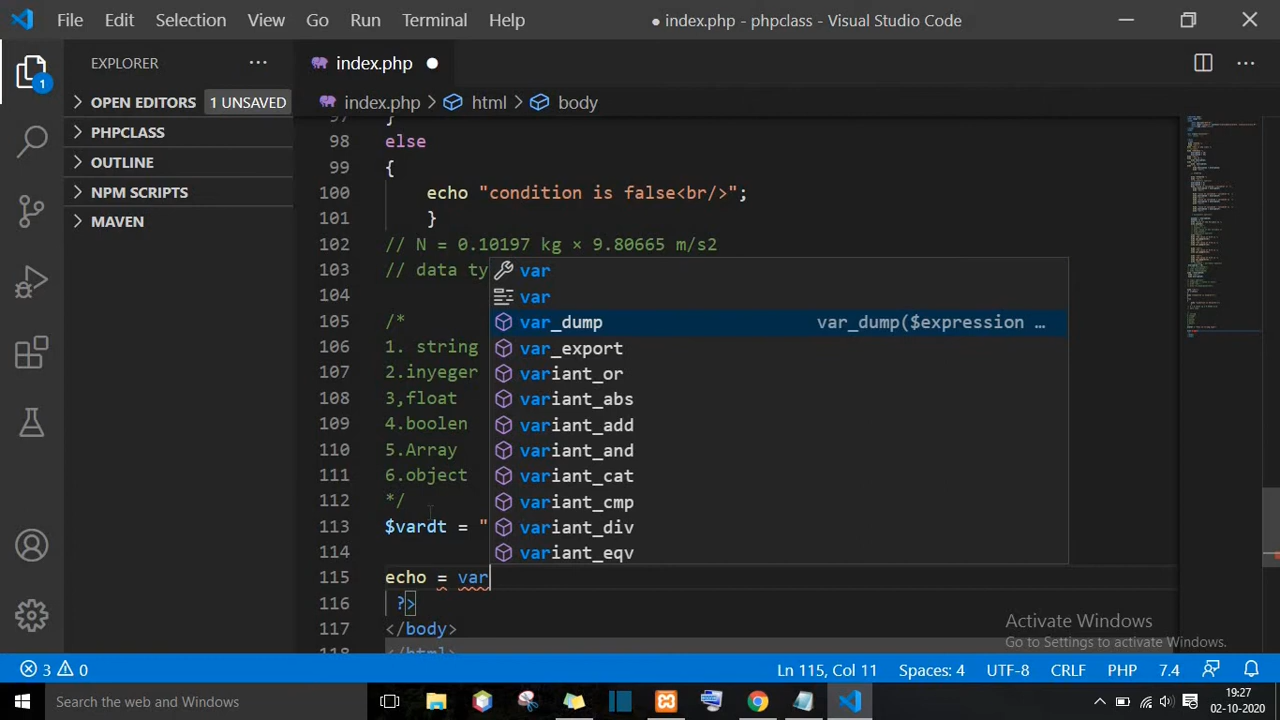 File Edit Selection View Go Run Terminal Help ● index.php - phpclass - Visual Studio Code
EXPLORER ...
index.php ●
1
OPEN EDITORS 1 UNSAVED
PHPCLASS
OUTLINE
NPM SCRIPTS
MAVEN
index.php > html > body
97 }
98 else
99 {
100 echo "condition is false<br/>";
101 }
102 // N = 0.10197 kg × 9.80665 m/s2
103 // data ty
104
105 /*
106 1. string
107 2.inyeger
108 3,float
109 4.boolen
110 5.Array
111 6.object
112 */
113 $vardt = "
114
115 echo = var
116 ?>
117 </body>
118 </html>
var
var
var_dump var_dump($expression …
var_export
variant_or
variant_abs
variant_add
variant_and
variant_cat
variant_cmp
variant_div
variant_eqv
Activate Windows
Go to Settings to activate Windows.
3 0 Ln 115, Col 11 Spaces: 4 UTF-8 CRLF PHP 7.4
Search the web and Windows
19:27
02-10-2020